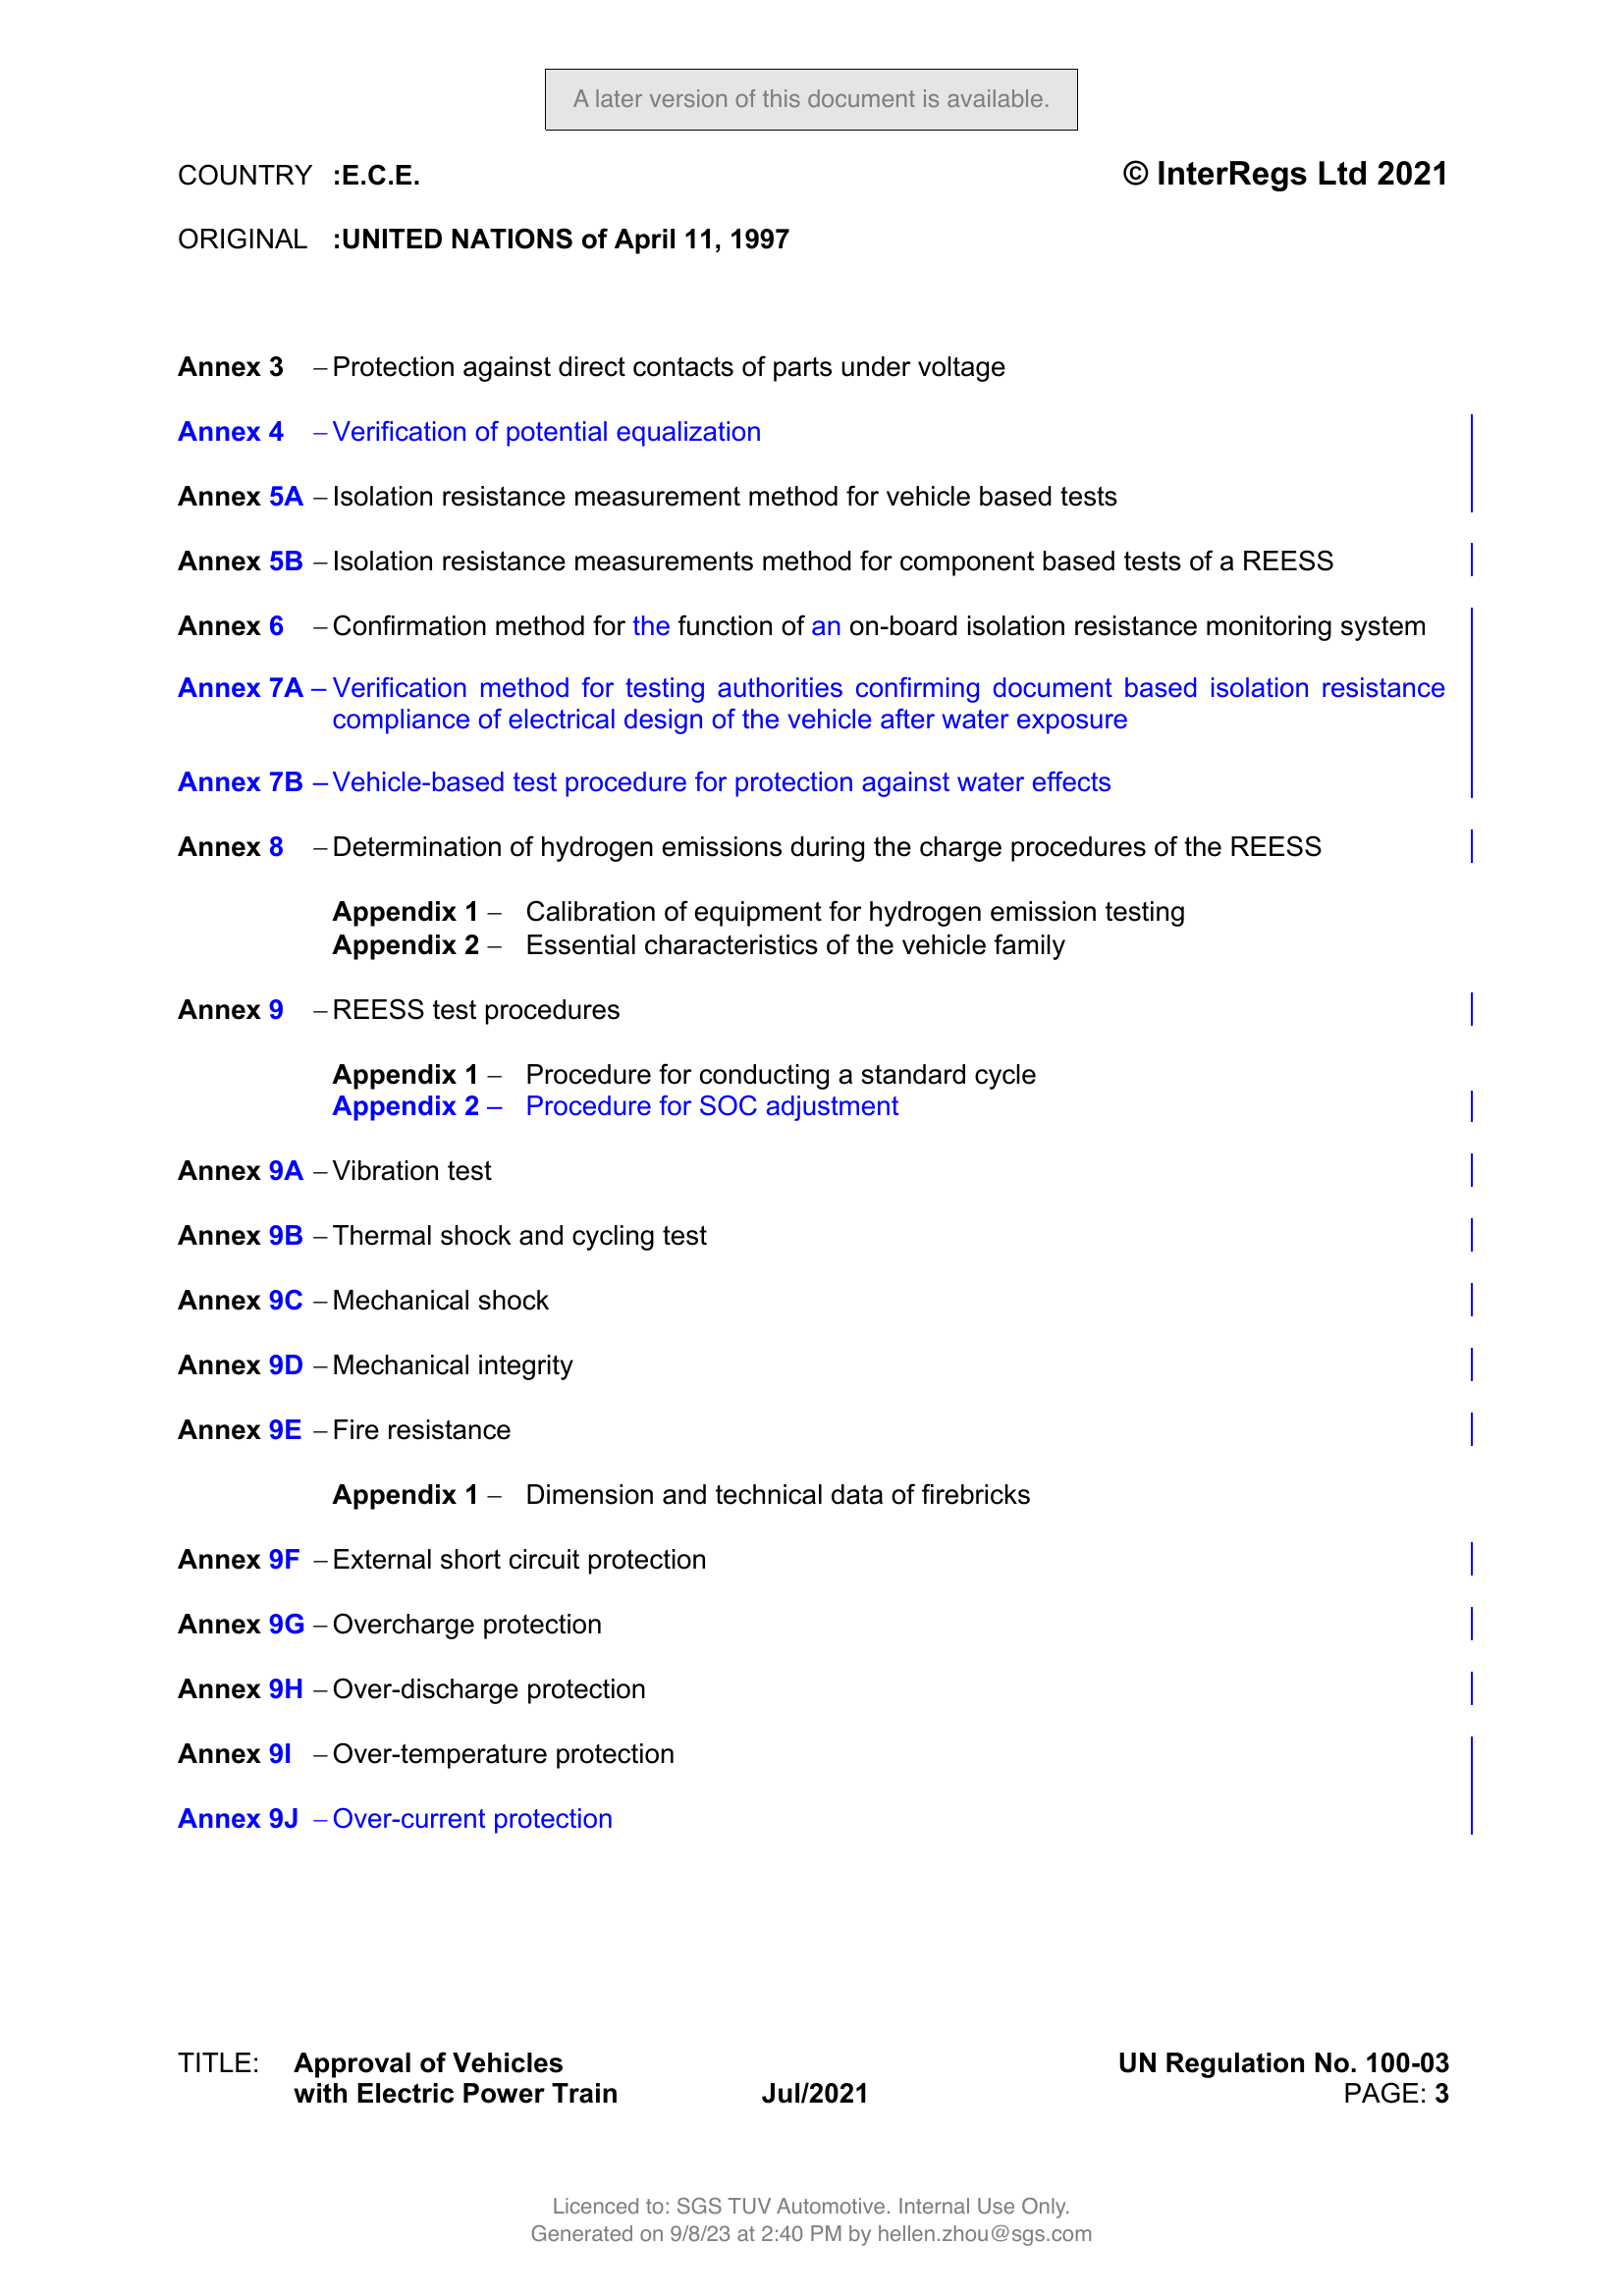 A later version of this document is available.
COUNTRY :E.C.E. © InterRegs Ltd 2021
ORIGINAL :UNITED NATIONS of April 11, 1997
Annex 3 – Protection against direct contacts of parts under voltage
Annex 4 – Verification of potential equalization
Annex 5A – Isolation resistance measurement method for vehicle based tests
Annex 5B – Isolation resistance measurements method for component based tests of a REESS
Annex 6 – Confirmation method for the function of an on-board isolation resistance monitoring system
Annex 7A – Verification method for testing authorities confirming document based isolation resistance
compliance of electrical design of the vehicle after water exposure
Annex 7B – Vehicle-based test procedure for protection against water effects
Annex 8 – Determination of hydrogen emissions during the charge procedures of the REESS
Appendix 1 – Calibration of equipment for hydrogen emission testing
Appendix 2 – Essential characteristics of the vehicle family
Annex 9 – REESS test procedures
Appendix 1 – Procedure for conducting a standard cycle
Appendix 2 – Procedure for SOC adjustment
Annex 9A – Vibration test
Annex 9B – Thermal shock and cycling test
Annex 9C – Mechanical shock
Annex 9D – Mechanical integrity
Annex 9E – Fire resistance
Appendix 1 – Dimension and technical data of firebricks
Annex 9F – External short circuit protection
Annex 9G – Overcharge protection
Annex 9H – Over-discharge protection
Annex 9I – Over-temperature protection
Annex 9J – Over-current protection
TITLE: Approval of Vehicles UN Regulation No. 100-03
with Electric Power Train Jul/2021 PAGE: 3
Licenced to: SGS TUV Automotive. Internal Use Only.
Generated on 9/8/23 at 2:40 PM by hellen.zhou@sgs.com